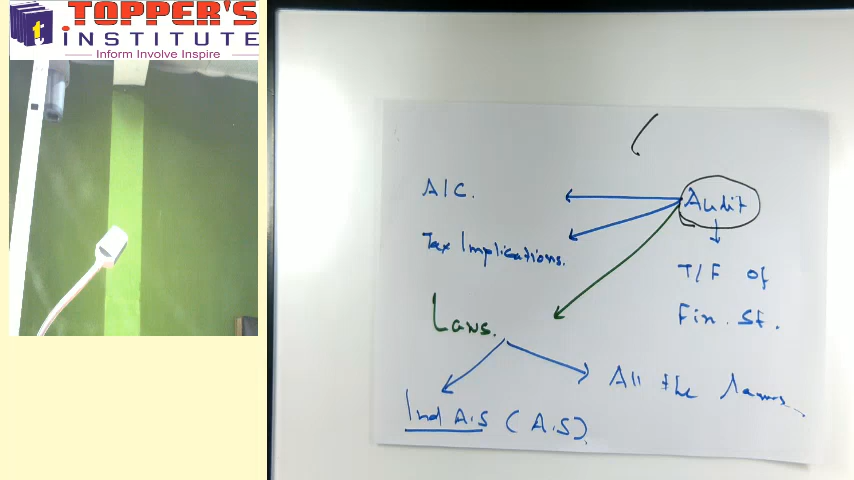 TOPPER'S
iNSTITUTE
Inform Involve Inspire
A/C.
Audit
Tax Implications.
T/F of
Fin. St.
Laws.
All the laws.
Ind A.S (A.S).